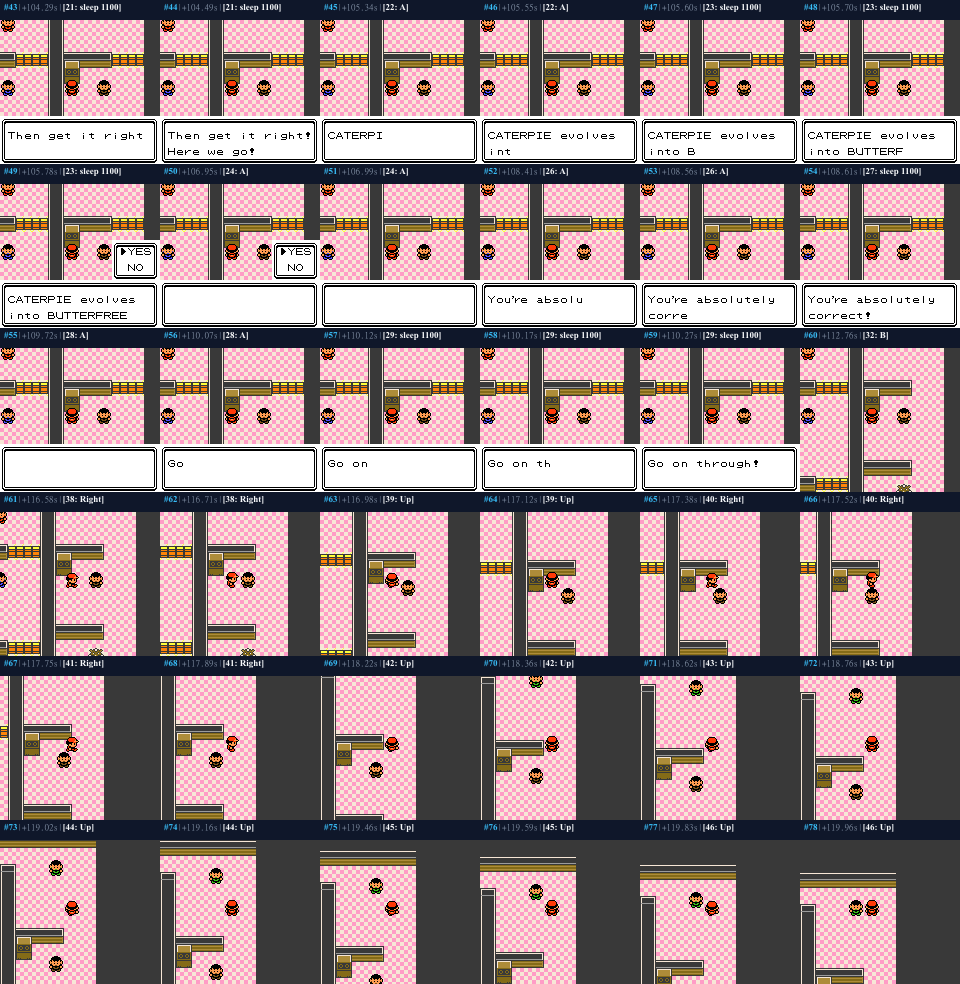 #43 | +104.29s | [21: sleep 1100]
#44 | +104.49s | [21: sleep 1100]
#45 | +105.34s | [22: A]
#46 | +105.55s | [22: A]
#47 | +105.60s | [23: sleep 1100]
#48 | +105.70s | [23: sleep 1100]
Then get it right
Then get it right!
Here we go!
CATERPI
CATERPIE evolves
int
CATERPIE evolves
into B
CATERPIE evolves
into BUTTERF
#49 | +105.78s | [23: sleep 1100]
#50 | +106.95s | [24: A]
#51 | +106.99s | [24: A]
#52 | +108.41s | [26: A]
#53 | +108.56s | [26: A]
#54 | +108.61s | [27: sleep 1100]
▶YES
NO
CATERPIE evolves
into BUTTERFREE
▶YES
NO
You're absolu
You're absolutely
corre
You're absolutely
correct!
#55 | +109.72s | [28: A]
#56 | +110.07s | [28: A]
#57 | +110.12s | [29: sleep 1100]
#58 | +110.17s | [29: sleep 1100]
#59 | +110.27s | [29: sleep 1100]
#60 | +112.76s | [32: B]
Go
Go on
Go on th
Go on through!
#61 | +116.58s | [38: Right]
#62 | +116.71s | [38: Right]
#63 | +116.98s | [39: Up]
#64 | +117.12s | [39: Up]
#65 | +117.38s | [40: Right]
#66 | +117.52s | [40: Right]
#67 | +117.75s | [41: Right]
#68 | +117.89s | [41: Right]
#69 | +118.22s | [42: Up]
#70 | +118.36s | [42: Up]
#71 | +118.62s | [43: Up]
#72 | +118.76s | [43: Up]
#73 | +119.02s | [44: Up]
#74 | +119.16s | [44: Up]
#75 | +119.46s | [45: Up]
#76 | +119.59s | [45: Up]
#77 | +119.83s | [46: Up]
#78 | +119.96s | [46: Up]